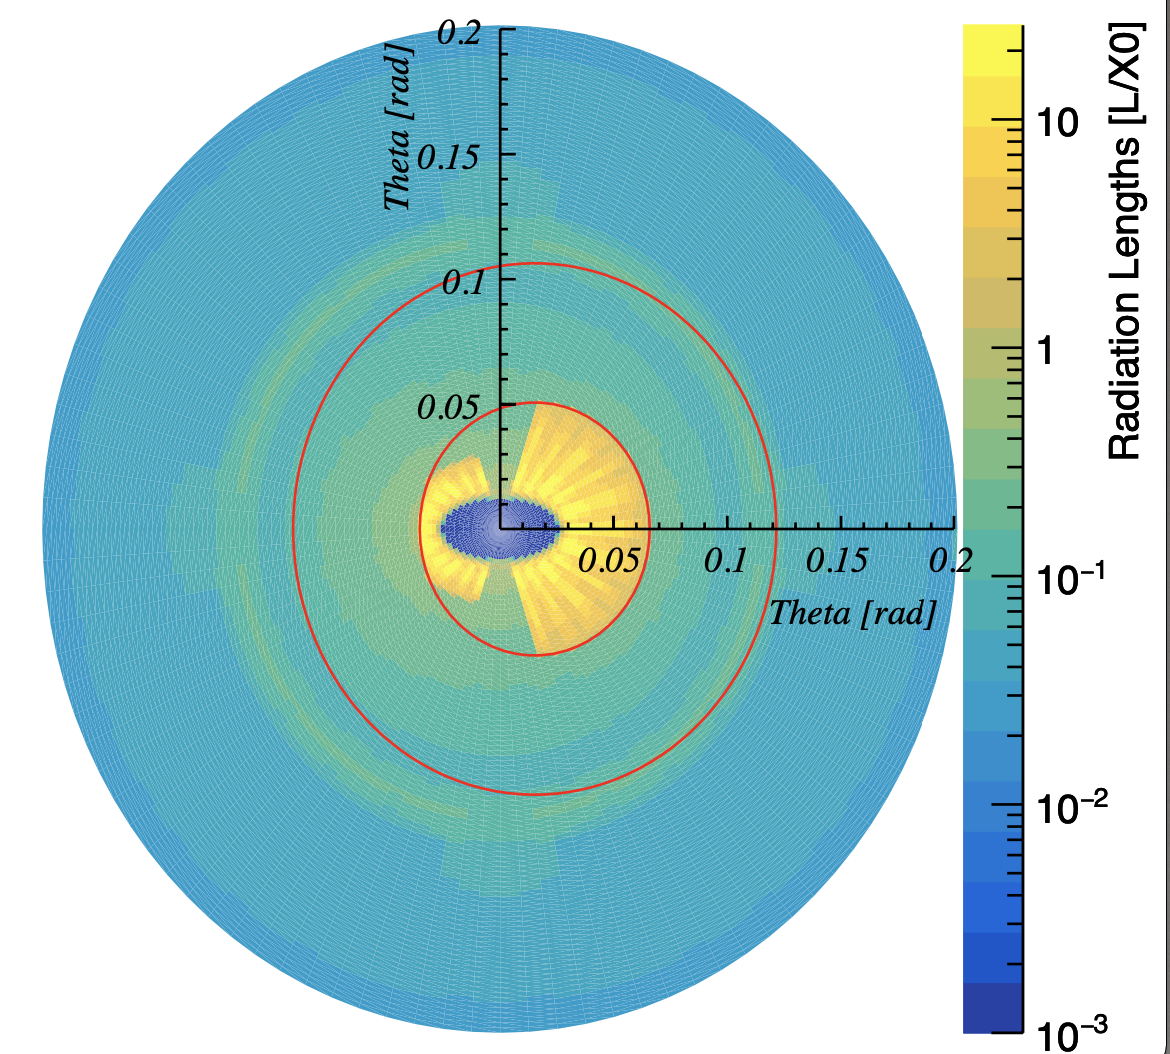 0.2
Theta [rad]
0.15
0.1
0.05
0.05 0.1 0.15 0.2
Theta [rad]
Radiation Lengths [L/X0]
10
1
10⁻¹
10⁻²
10⁻³